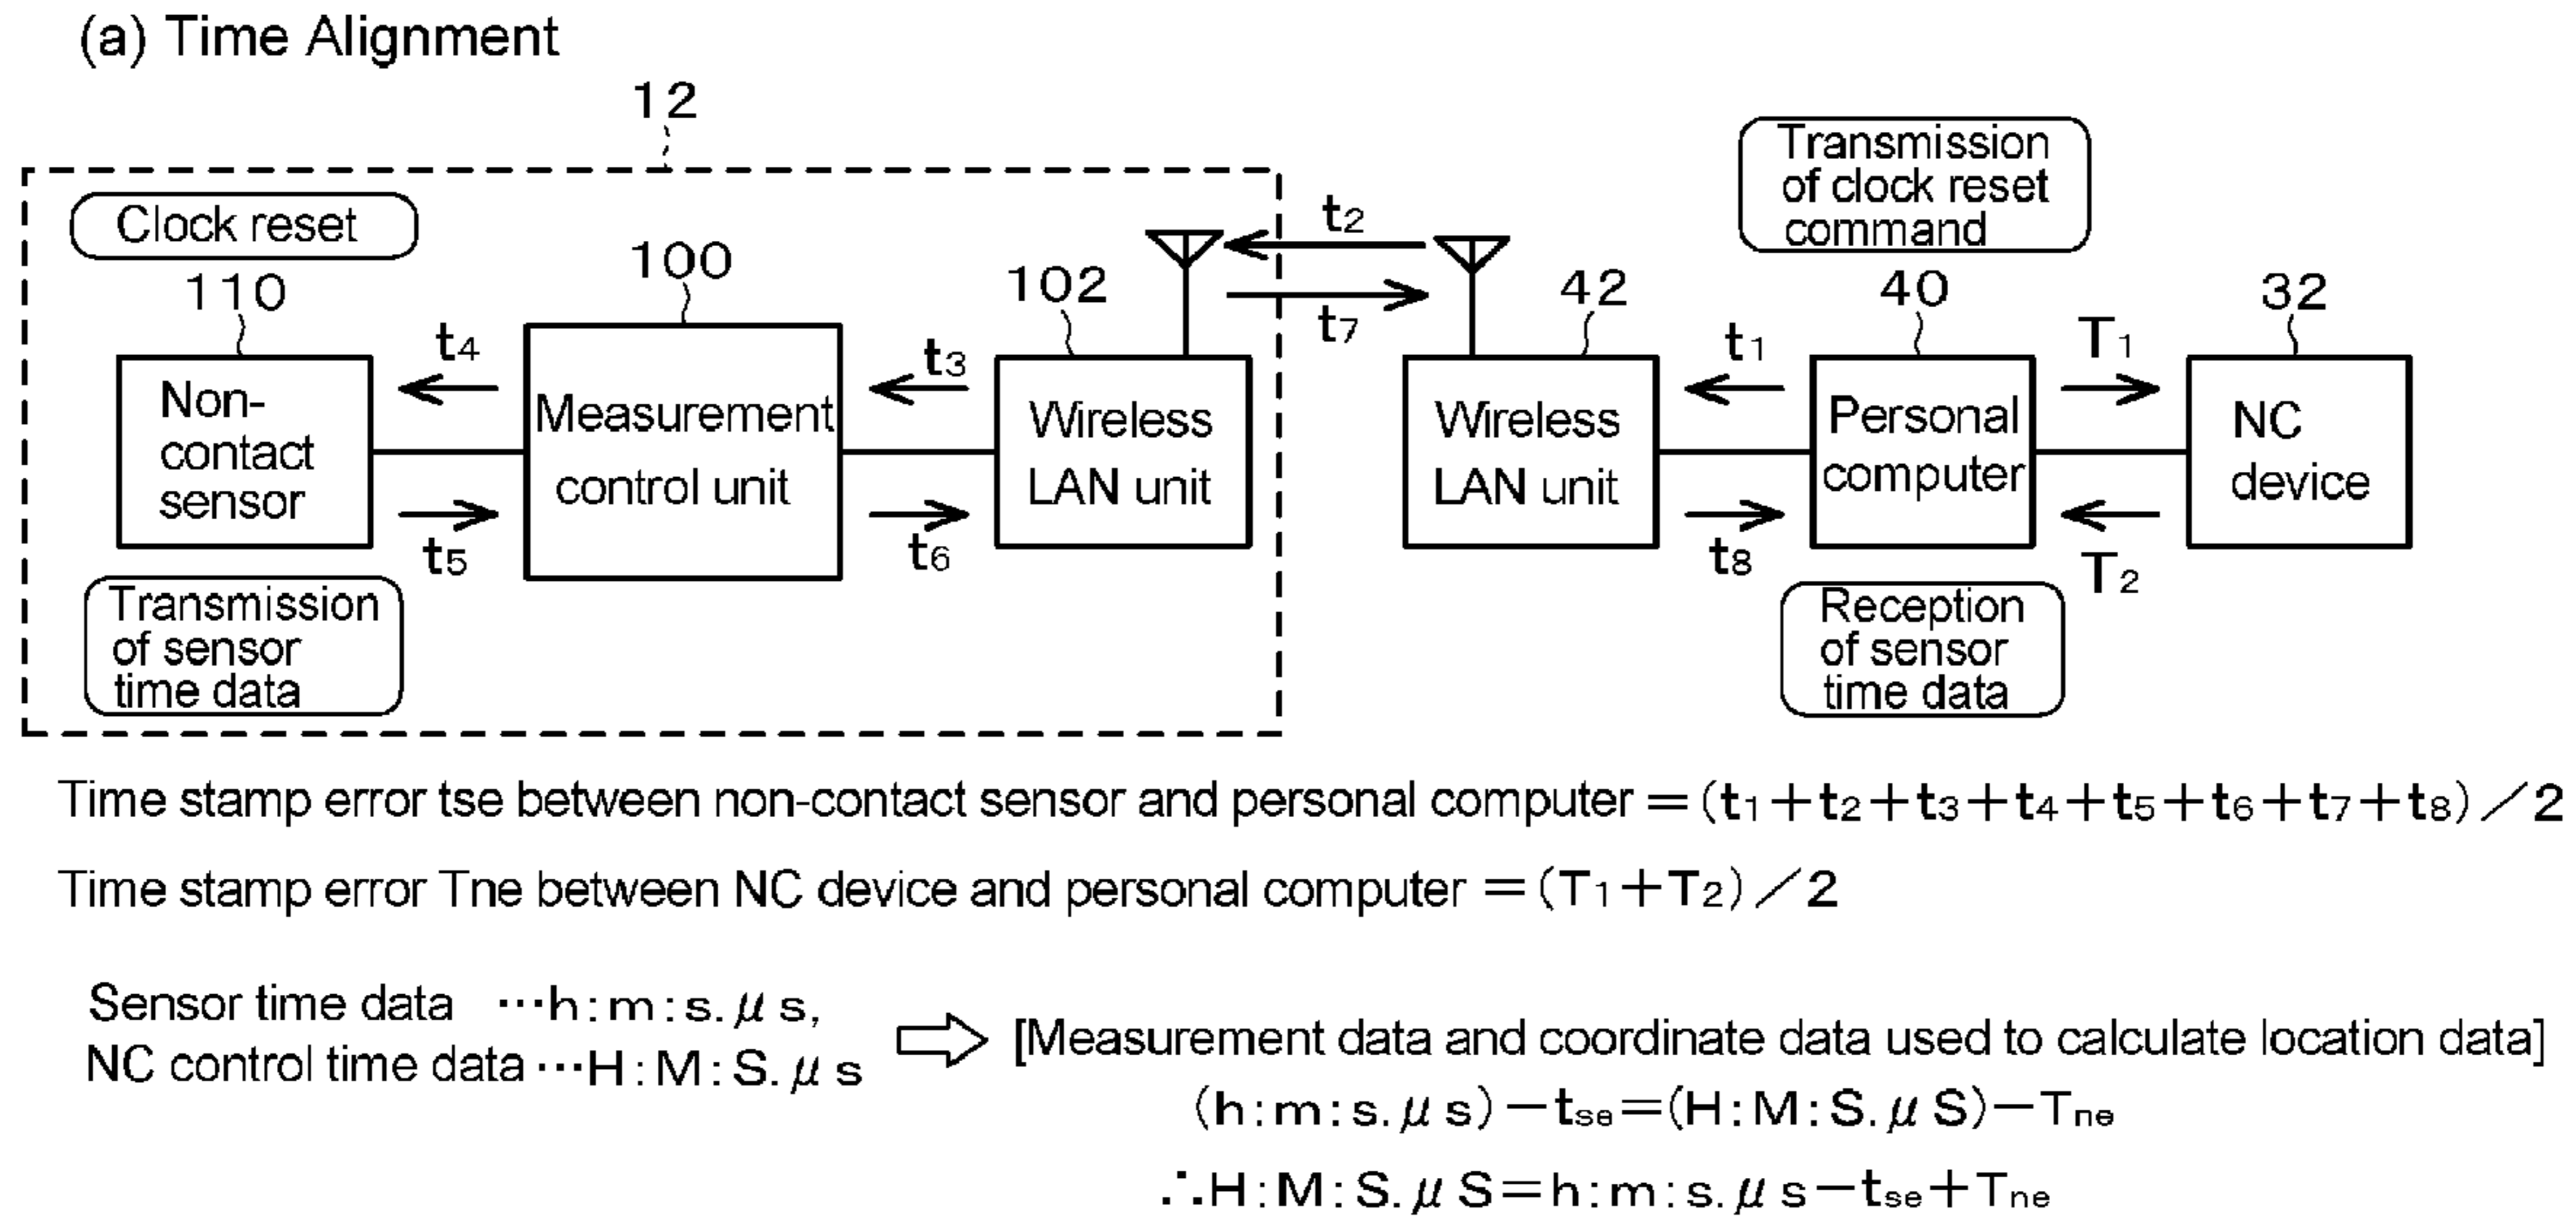 (a) Time Alignment
12
Clock reset
Transmission
of clock reset
command
t2
t7
110
100
102
42
40
32
t4
t3
t1
T1
Non-
contact
sensor
Measurement
control unit
Wireless
LAN unit
Wireless
LAN unit
Personal
computer
NC
device
t5
t6
t8
T2
Transmission
of sensor
time data
Reception
of sensor
time data
Time stamp error tse between non-contact sensor and personal computer＝(t1＋t2＋t3＋t4＋t5＋t6＋t7＋t8)／2
Time stamp error Tne between NC device and personal computer＝(T1＋T2)／2
Sensor time data …h:m:s.μs,
NC control time data…H:M:S.μs
[Measurement data and coordinate data used to calculate location data]
(h:m:s.μs)－tse＝(H:M:S.μS)－Tne
∴H:M:S.μS＝h:m:s.μs－tse＋Tne